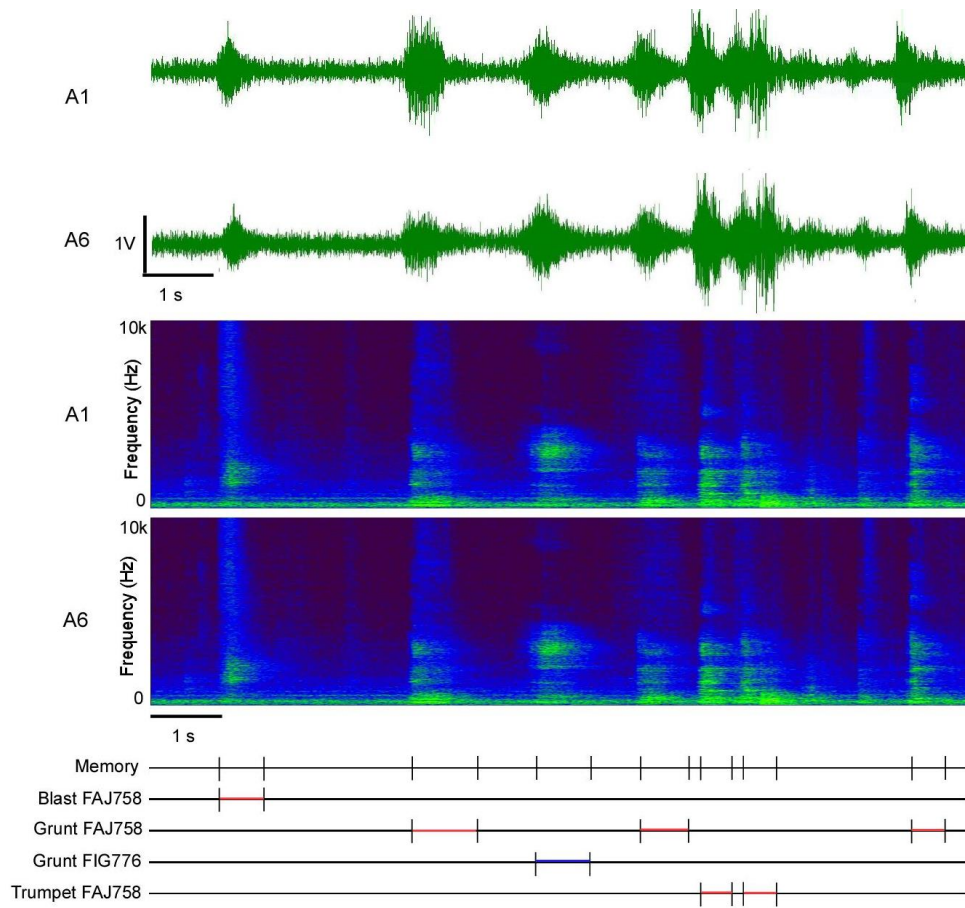 A1
A6
1V
1 s
10k
Frequency (Hz)
A1
0
10k
Frequency (Hz)
A6
0
1 s
Memory
Blast FAJ758
Grunt FAJ758
Grunt FIG776
Trumpet FAJ758